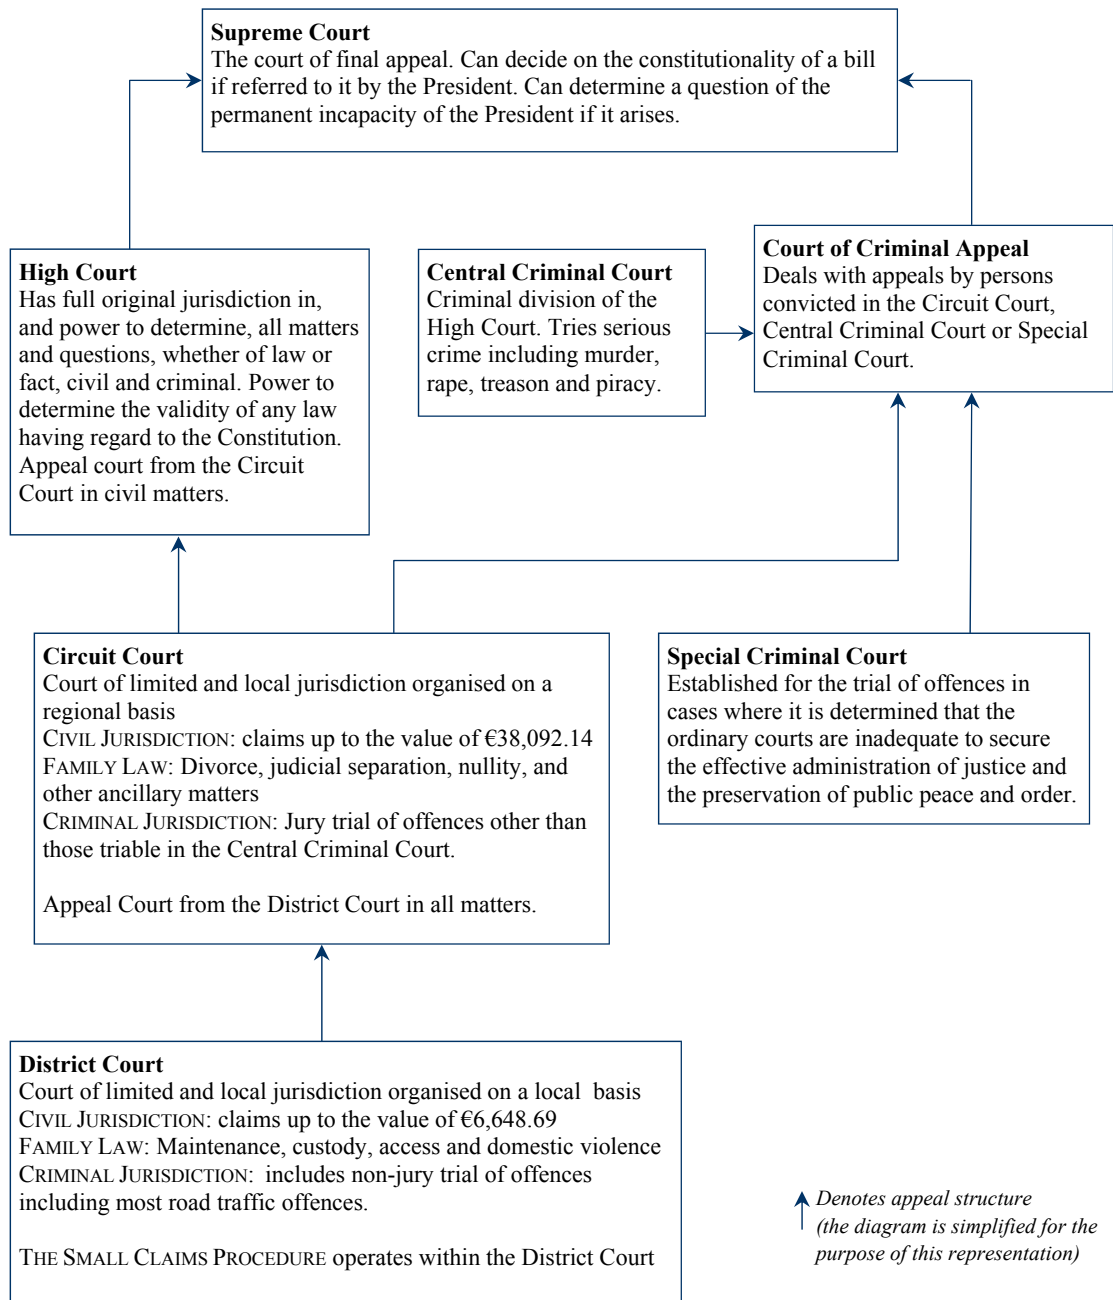 Supreme Court
The court of final appeal. Can decide on the constitutionality of a bill
if referred to it by the President. Can determine a question of the
permanent incapacity of the President if it arises.
High Court
Has full original jurisdiction in,
and power to determine, all matters
and questions, whether of law or
fact, civil and criminal. Power to
determine the validity of any law
having regard to the Constitution.
Appeal court from the Circuit
Court in civil matters.
Central Criminal Court
Criminal division of the
High Court. Tries serious
crime including murder,
rape, treason and piracy.
Court of Criminal Appeal
Deals with appeals by persons
convicted in the Circuit Court,
Central Criminal Court or Special
Criminal Court.
Circuit Court
Court of limited and local jurisdiction organised on a
regional basis
CIVIL JURISDICTION: claims up to the value of €38,092.14
FAMILY LAW: Divorce, judicial separation, nullity, and
other ancillary matters
CRIMINAL JURISDICTION: Jury trial of offences other than
those triable in the Central Criminal Court.
Appeal Court from the District Court in all matters.
Special Criminal Court
Established for the trial of offences in
cases where it is determined that the
ordinary courts are inadequate to secure
the effective administration of justice and
the preservation of public peace and order.
District Court
Court of limited and local jurisdiction organised on a local basis
CIVIL JURISDICTION: claims up to the value of €6,648.69
FAMILY LAW: Maintenance, custody, access and domestic violence
CRIMINAL JURISDICTION: includes non-jury trial of offences
including most road traffic offences.
THE SMALL CLAIMS PROCEDURE operates within the District Court
Denotes appeal structure
(the diagram is simplified for the
purpose of this representation)